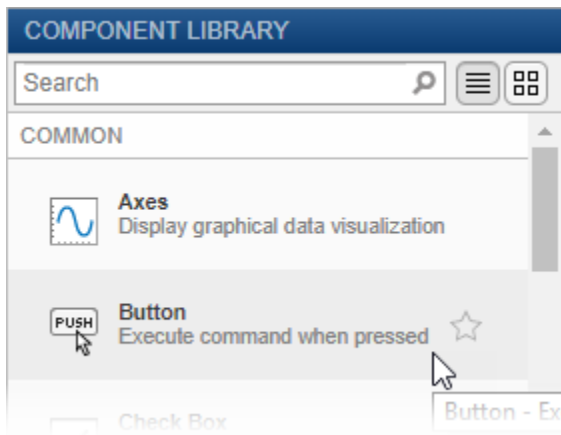 COMPONENT LIBRARY
Search
COMMON
Axes
Display graphical data visualization
PUSH
Button
Execute command when pressed
Check Box
Button - Ex